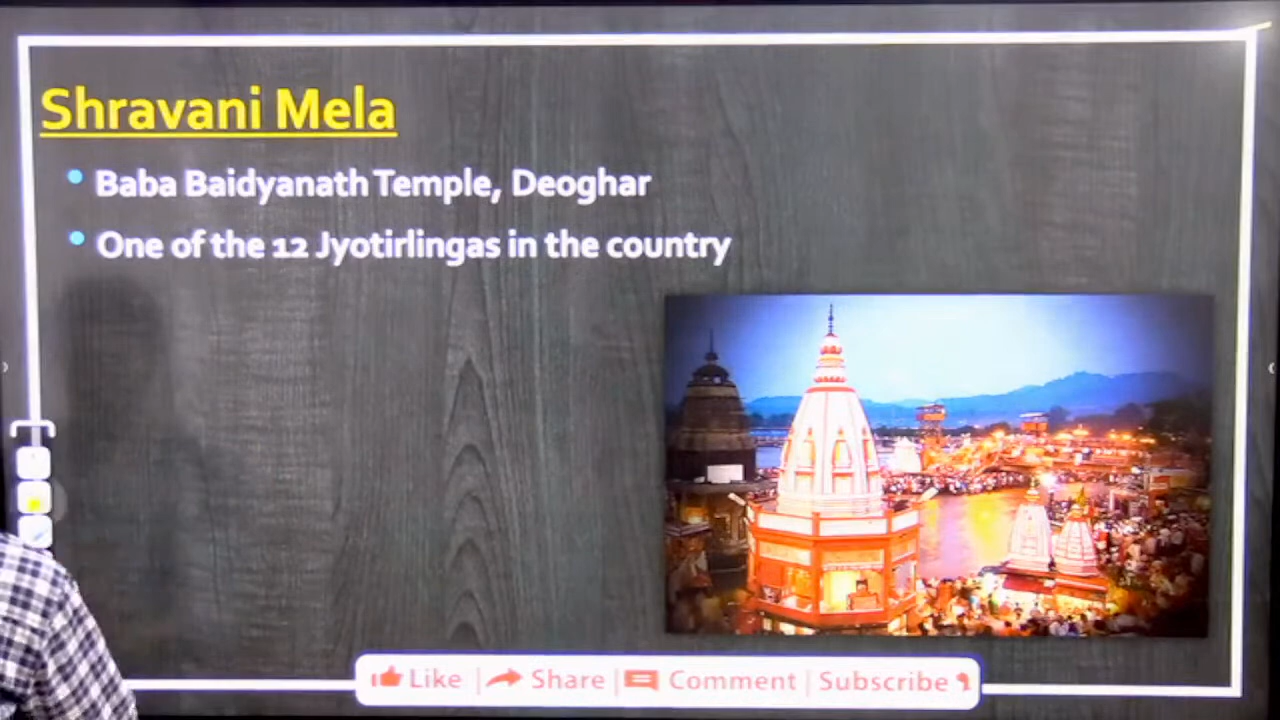 Shravani Mela
Baba Baidyanath Temple, Deoghar
One of the 12 Jyotirlingas in the country
Like | Share | Comment | Subscribe